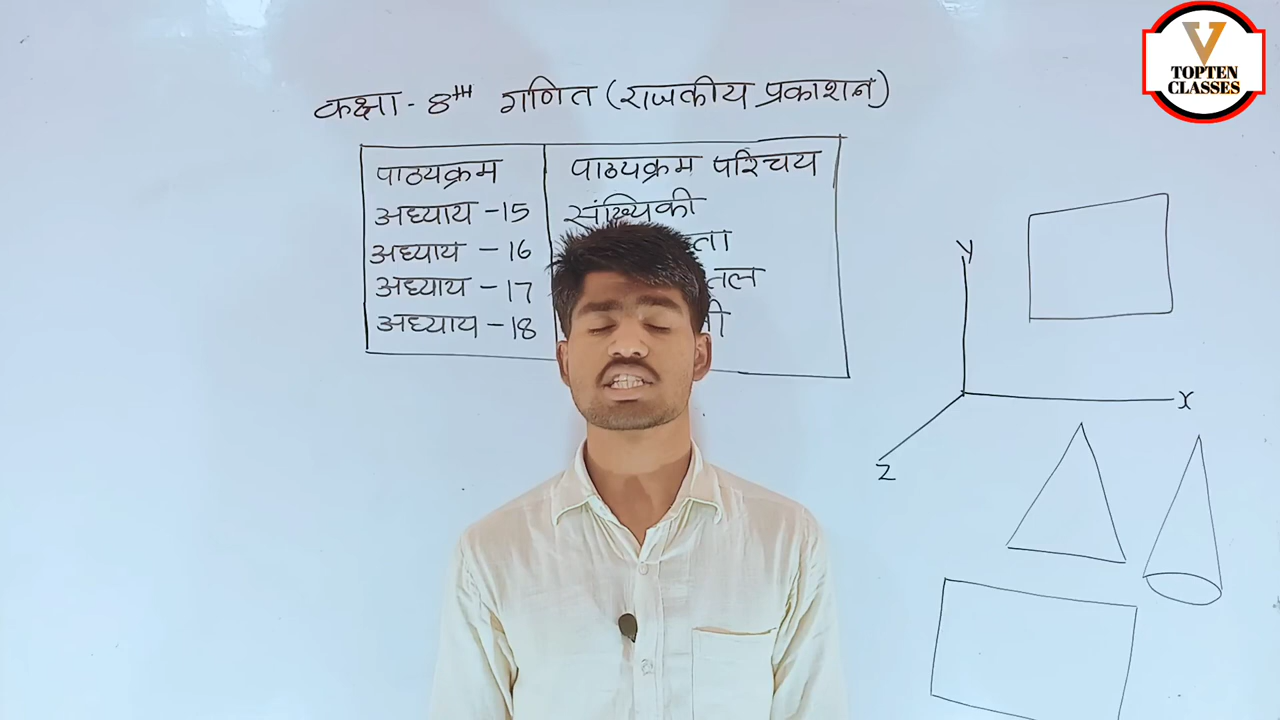 V
TOPTEN
CLASSES
कक्षा - 8ᵀᴴ गणित (राजकीय प्रकाशन)
पाठ्यक्रम पाठ्यक्रम परिचय
अध्याय - 15 संख्यिकी
अध्याय - 16
अध्याय - 17
अध्याय - 18
Y
X
Z